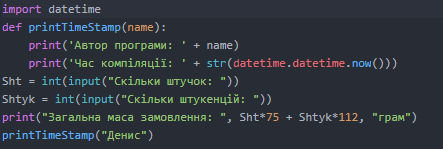 import datetime
def printTimeStamp(name):
    print('Автор програми: ' + name)
    print('Час компіляції: ' + str(datetime.datetime.now()))
Sht = int(input("Скільки штучок: "))
Shtyk = int(input("Скільки штукенцій: "))
print("Загальна маса замовлення: ", Sht*75 + Shtyk*112, "грам")
printTimeStamp("Денис")